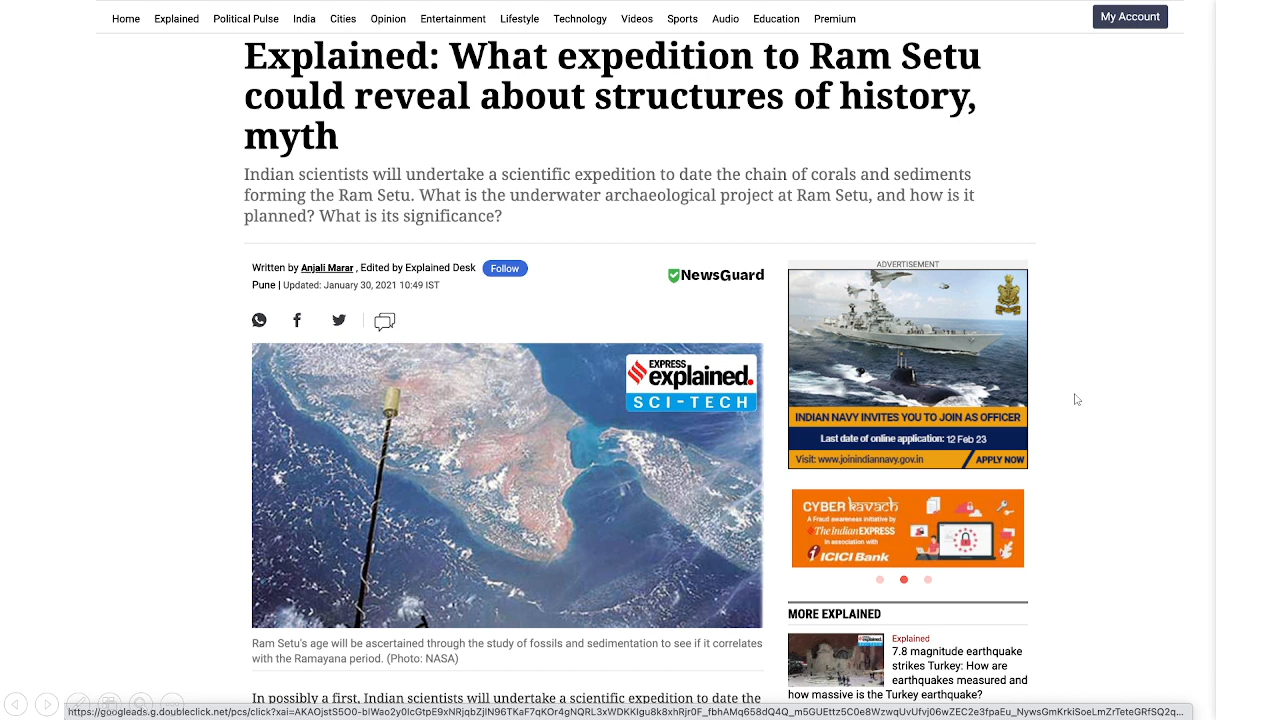 Home Explained Political Pulse India Cities Opinion Entertainment Lifestyle Technology Videos Sports Audio Education Premium My Account
Explained: What expedition to Ram Setu
could reveal about structures of history,
myth
Indian scientists will undertake a scientific expedition to date the chain of corals and sediments
forming the Ram Setu. What is the underwater archaeological project at Ram Setu, and how is it
planned? What is its significance?
Written by Anjali Marar , Edited by Explained Desk Follow
Pune | Updated: January 30, 2021 10:49 IST
NewsGuard
EXPRESS
explained.
SCI-TECH
Ram Setu's age will be ascertained through the study of fossils and sedimentation to see if it correlates
with the Ramayana period. (Photo: NASA)
In possibly a first, Indian scientists will undertake a scientific expedition to date the
ADVERTISEMENT
INDIAN NAVY INVITES YOU TO JOIN AS OFFICER
Last date of online application: 12 Feb 23
Visit: www.joinindiannavy.gov.in APPLY NOW
CYBER kavach
A Fraud awareness initiative by
The Indian EXPRESS
in association with
ICICI Bank
MORE EXPLAINED
Explained
7.8 magnitude earthquake
strikes Turkey: How are
earthquakes measured and
how massive is the Turkey earthquake?